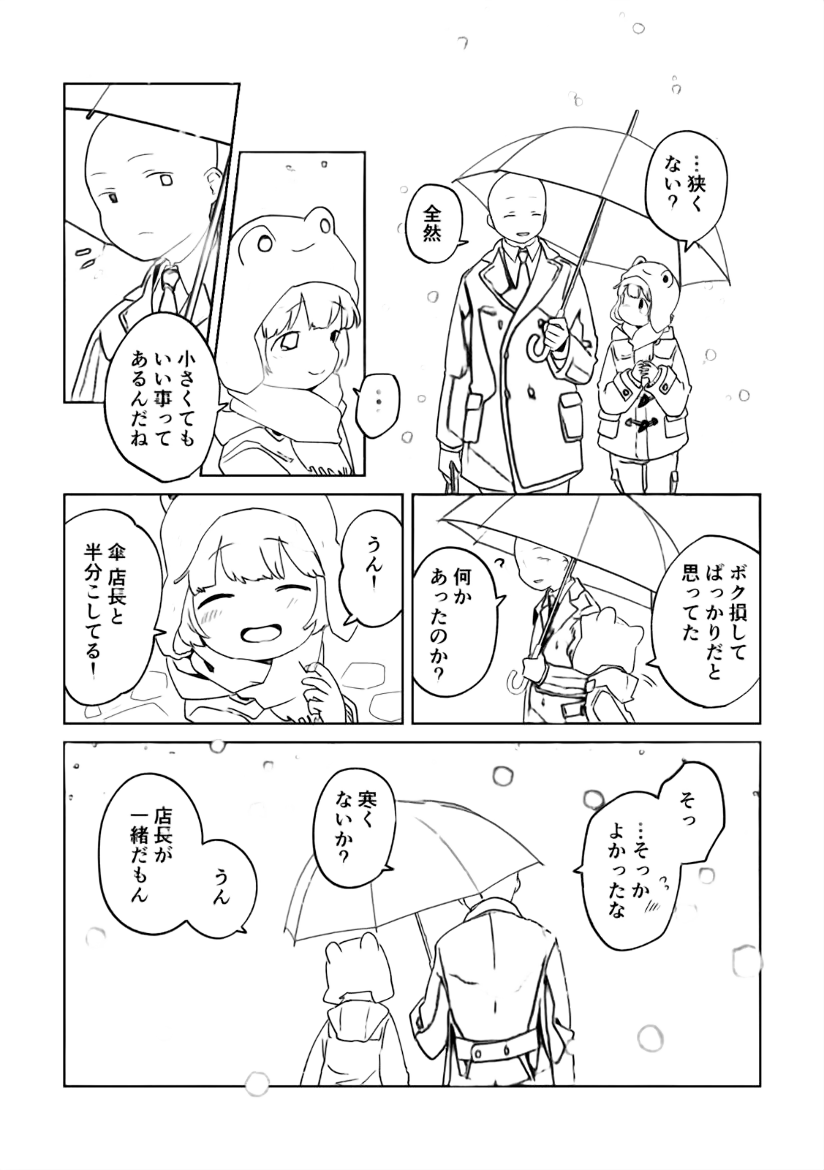 …狭く
ない？
全然
…
小さくても
いい事って
あるんだね
ボク損して
ばっかりだと
思ってた
何か
あったのか？
うん！
傘 店長と
半分こしてる！
そっ
…そっか
よかったな
寒く
ないか？
うん
店長が
一緒だもん